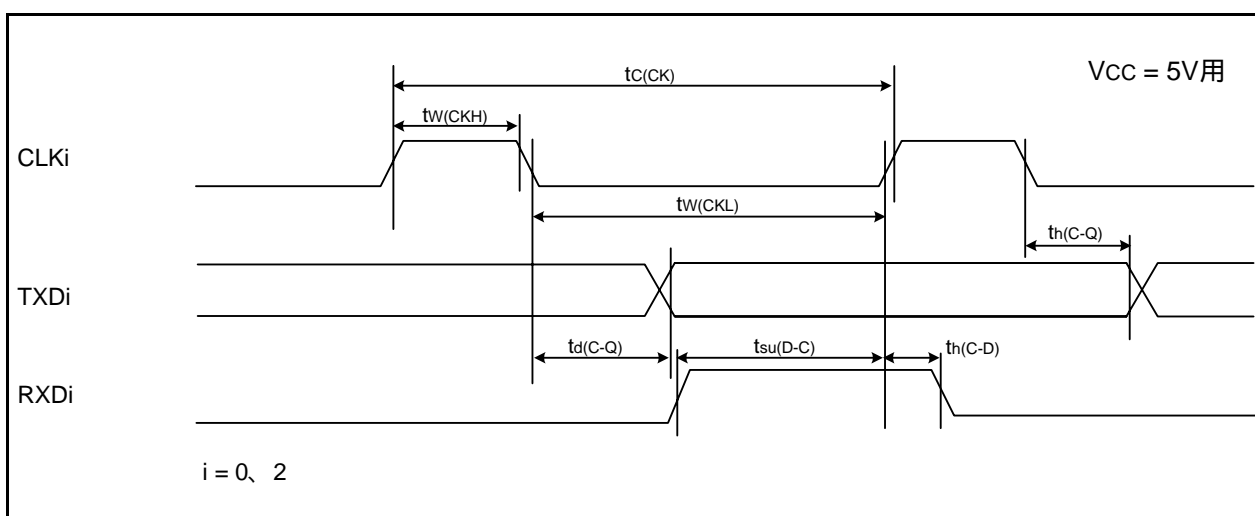 VCC = 5V用
tC(CK)
tW(CKH)
CLKi
tW(CKL)
th(C-Q)
TXDi
td(C-Q)
tsu(D-C)
th(C-D)
RXDi
i = 0、2